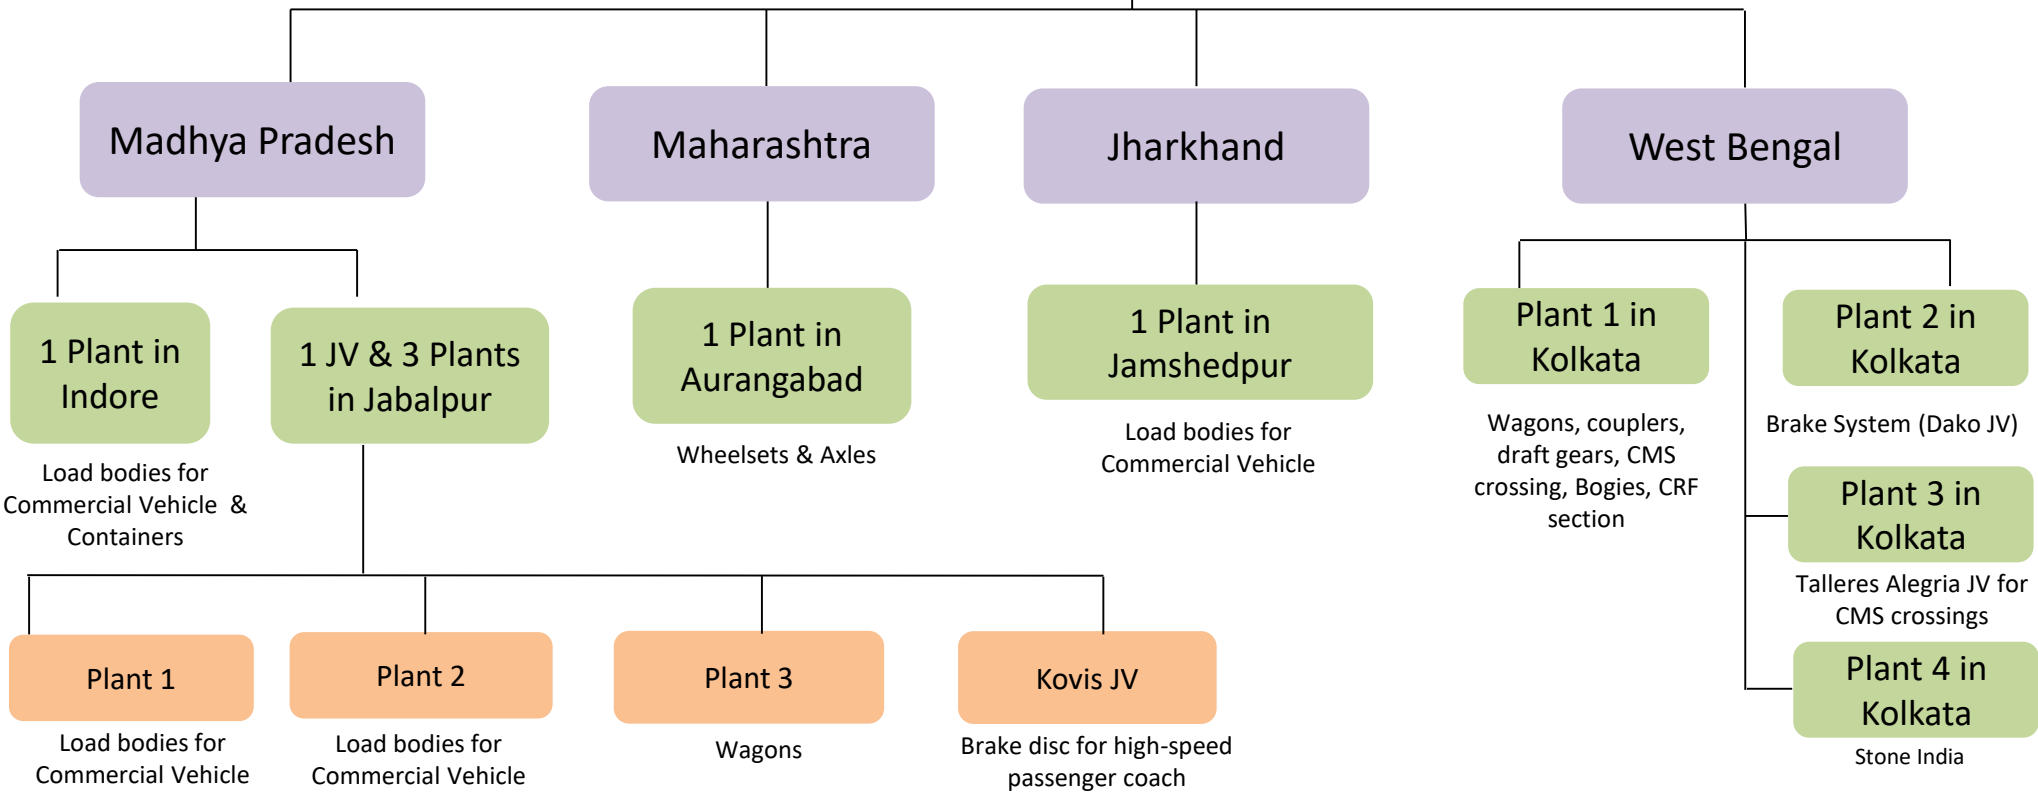 Madhya Pradesh
Maharashtra
Jharkhand
West Bengal
1 Plant in
Indore
Load bodies for
Commercial Vehicle &
Containers
1 JV & 3 Plants
in Jabalpur
1 Plant in
Aurangabad
Wheelsets & Axles
1 Plant in
Jamshedpur
Load bodies for
Commercial Vehicle
Plant 1 in
Kolkata
Wagons, couplers,
draft gears, CMS
crossing, Bogies, CRF
section
Plant 2 in
Kolkata
Brake System (Dako JV)
Plant 3 in
Kolkata
Talleres Alegria JV for
CMS crossings
Plant 4 in
Kolkata
Stone India
Plant 1
Load bodies for
Commercial Vehicle
Plant 2
Load bodies for
Commercial Vehicle
Plant 3
Wagons
Kovis JV
Brake disc for high-speed
passenger coach